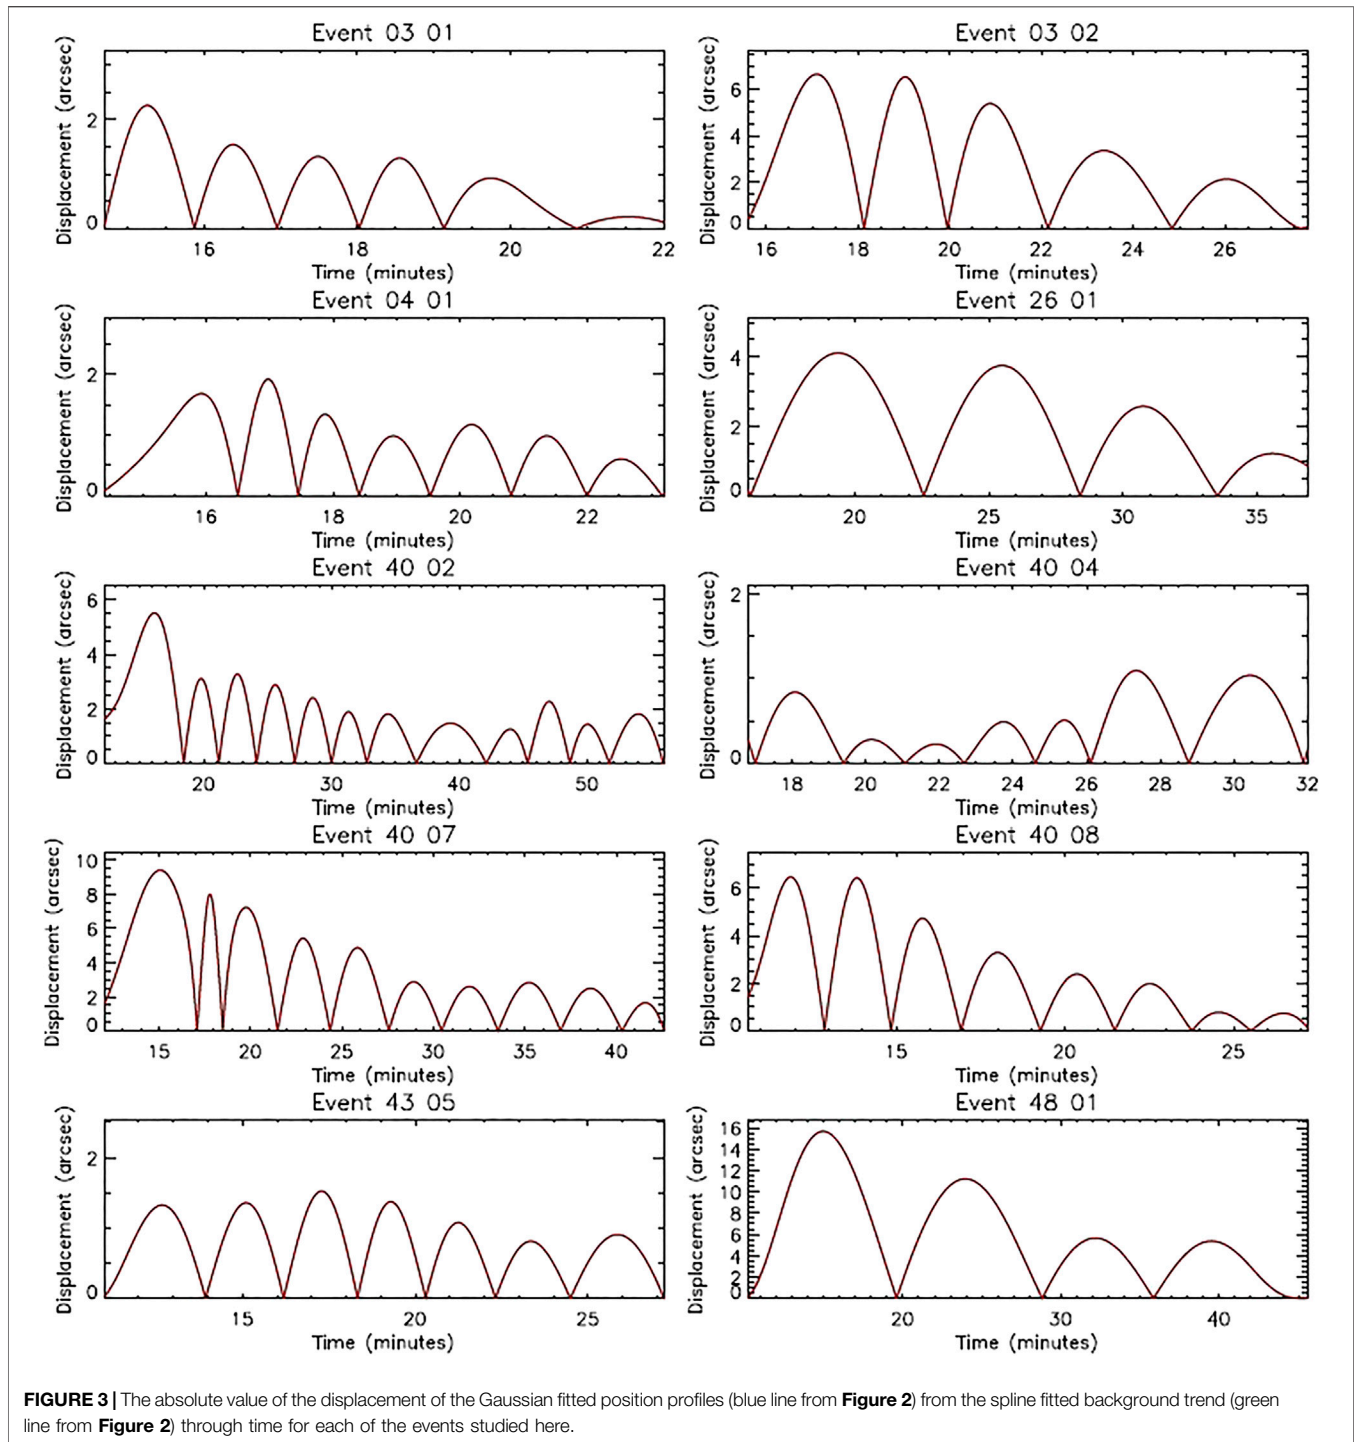 Event 03 01
Displacement (arcsec)
2
0
16 18 20 22
Time (minutes)
Event 03 02
Displacement (arcsec)
6
4
2
0
16 18 20 22 24 26
Time (minutes)
Event 04 01
Displacement (arcsec)
2
0
16 18 20 22
Time (minutes)
Event 26 01
Displacement (arcsec)
4
2
0
20 25 30 35
Time (minutes)
Event 40 02
Displacement (arcsec)
6
4
2
0
20 30 40 50
Time (minutes)
Event 40 04
Displacement (arcsec)
2
1
0
18 20 22 24 26 28 30 32
Time (minutes)
Event 40 07
Displacement (arcsec)
10
8
6
4
2
0
15 20 25 30 35 40
Time (minutes)
Event 40 08
Displacement (arcsec)
6
4
2
0
15 20 25
Time (minutes)
Event 43 05
Displacement (arcsec)
2
0
15 20 25
Time (minutes)
Event 48 01
Displacement (arcsec)
16
14
12
10
8
6
4
2
0
20 30 40
Time (minutes)
FIGURE 3 | The absolute value of the displacement of the Gaussian fitted position profiles (blue line from Figure 2) from the spline fitted background trend (green
line from Figure 2) through time for each of the events studied here.